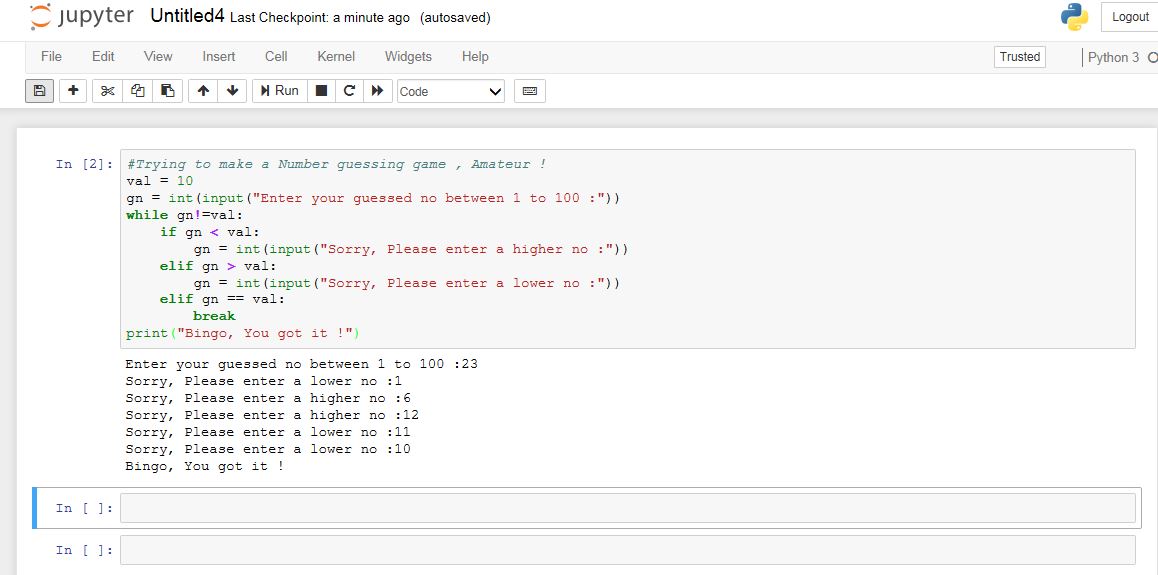 jupyter Untitled4 Last Checkpoint: a minute ago (autosaved)
Logout
File Edit View Insert Cell Kernel Widgets Help
Trusted
Python 3
Run
Code
In [2]:
#Trying to make a Number guessing game , Amateur !
val = 10
gn = int(input("Enter your guessed no between 1 to 100 :"))
while gn!=val:
    if gn < val:
        gn = int(input("Sorry, Please enter a higher no :"))
    elif gn > val:
        gn = int(input("Sorry, Please enter a lower no :"))
    elif gn == val:
        break
print("Bingo, You got it !")
Enter your guessed no between 1 to 100 :23
Sorry, Please enter a lower no :1
Sorry, Please enter a higher no :6
Sorry, Please enter a higher no :12
Sorry, Please enter a lower no :11
Sorry, Please enter a lower no :10
Bingo, You got it !
In [ ]:
In [ ]: